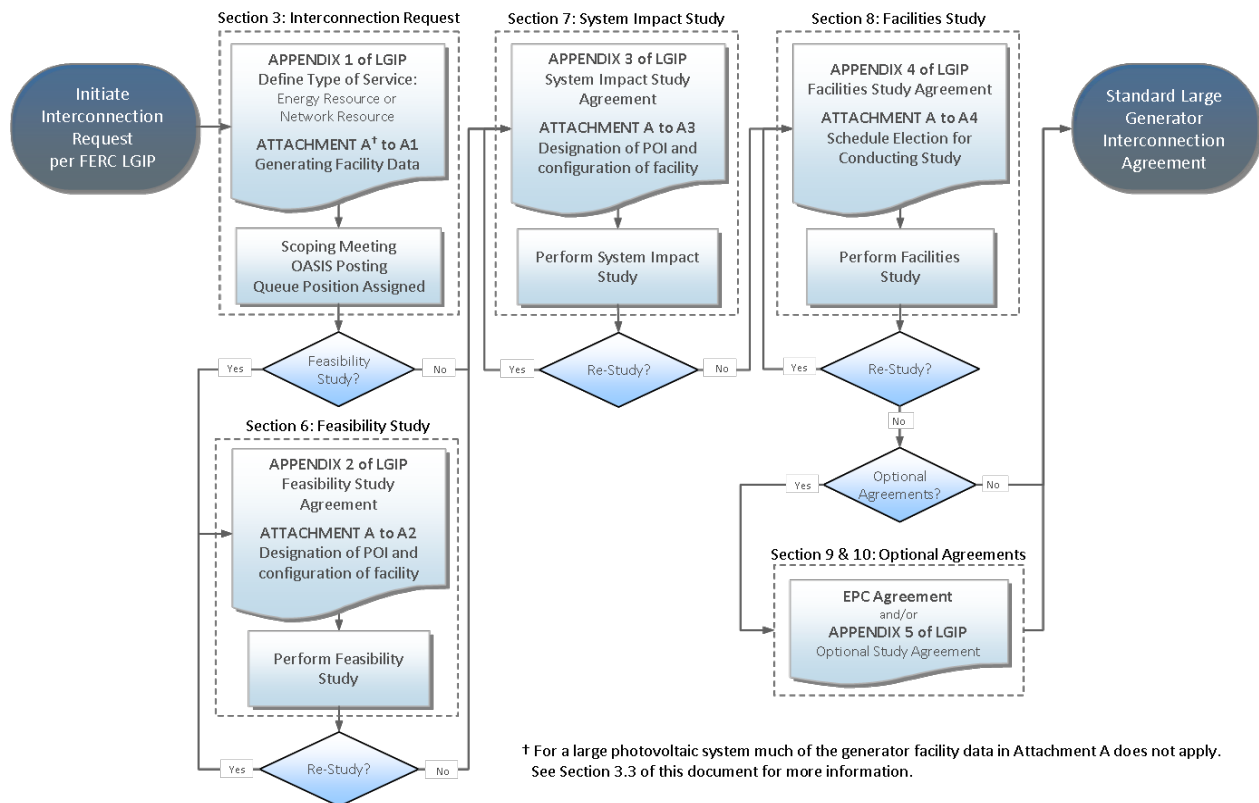 Section 3: Interconnection Request
Section 7: System Impact Study
Section 8: Facilities Study
Initiate
Interconnection
Request
per FERC LGIP
APPENDIX 1 of LGIP
Define Type of Service:
Energy Resource or
Network Resource
ATTACHMENT A† to A1
Generating Facility Data
Scoping Meeting
OASIS Posting
Queue Position Assigned
Yes
Feasibility
Study?
No
Section 6: Feasibility Study
APPENDIX 2 of LGIP
Feasibility Study
Agreement
ATTACHMENT A to A2
Designation of POI and
configuration of facility
Perform Feasibility
Study
Yes
Re-Study?
No
APPENDIX 3 of LGIP
System Impact Study
Agreement
ATTACHMENT A to A3
Designation of POI and
configuration of facility
Perform System Impact
Study
Yes
Re-Study?
No
APPENDIX 4 of LGIP
Facilities Study Agreement
ATTACHMENT A to A4
Schedule Election for
Conducting Study
Perform Facilities
Study
Yes
Re-Study?
No
Yes
Optional
Agreements?
No
Section 9 & 10: Optional Agreements
EPC Agreement
and/or
APPENDIX 5 of LGIP
Optional Study Agreement
Standard Large
Generator
Interconnection
Agreement
† For a large photovoltaic system much of the generator facility data in Attachment A does not apply.
See Section 3.3 of this document for more information.